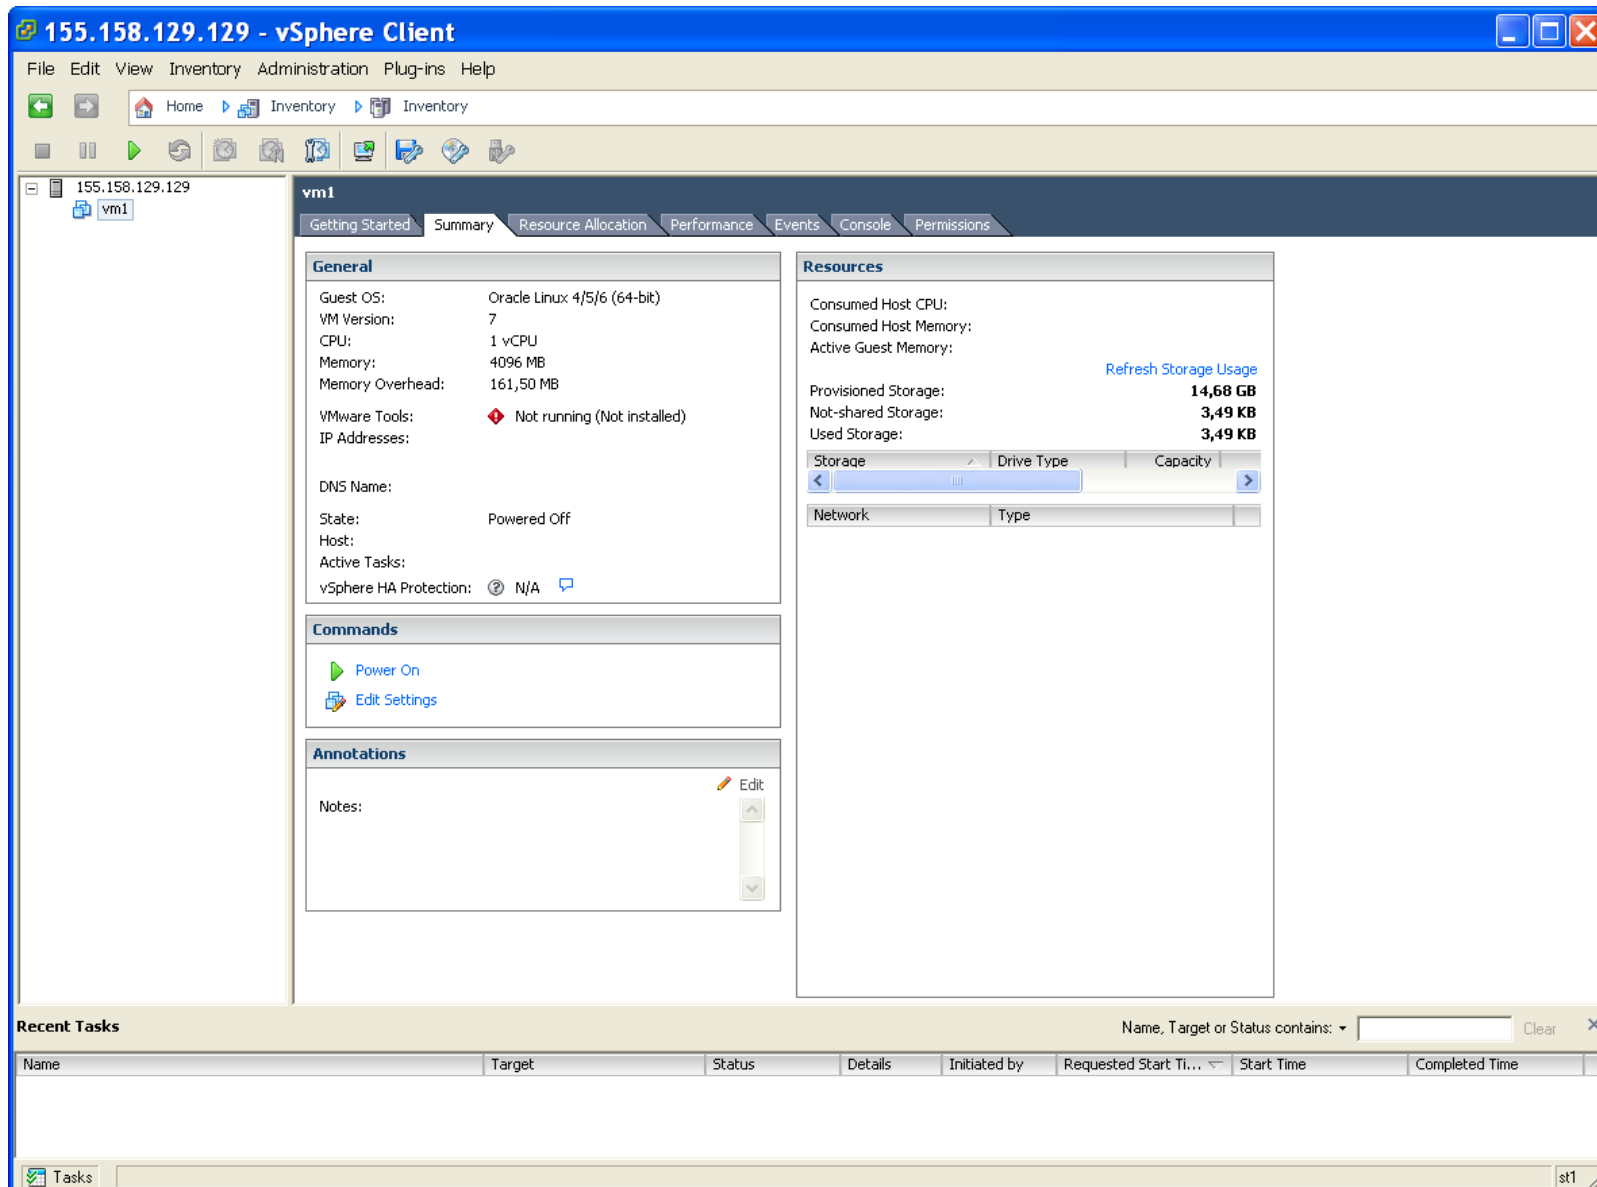 155.158.129.129 - vSphere Client
File Edit View Inventory Administration Plug-ins Help
Home Inventory Inventory
155.158.129.129
vm1
vm1
Getting Started Summary Resource Allocation Performance Events Console Permissions
General
Guest OS: Oracle Linux 4/5/6 (64-bit)
VM Version: 7
CPU: 1 vCPU
Memory: 4096 MB
Memory Overhead: 161,50 MB
VMware Tools: Not running (Not installed)
IP Addresses:
DNS Name:
State: Powered Off
Host:
Active Tasks:
vSphere HA Protection: N/A
Commands
Power On
Edit Settings
Annotations
Edit
Notes:
Resources
Consumed Host CPU:
Consumed Host Memory:
Active Guest Memory:
Refresh Storage Usage
Provisioned Storage: 14,68 GB
Not-shared Storage: 3,49 KB
Used Storage: 3,49 KB
Storage Drive Type Capacity
Network Type
Recent Tasks
Name, Target or Status contains: Clear
Name Target Status Details Initiated by Requested Start Ti... Start Time Completed Time
Tasks
st1